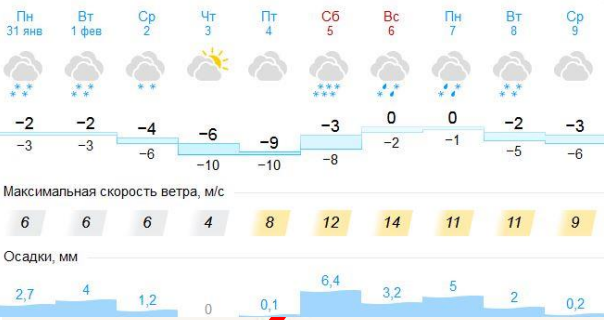 Пн Вт Ср Чт Пт Сб Вс Пн Вт Ср
31 янв 1 фев 2 3 4 5 6 7 8 9
−2 −2 −4 −6 −9 −3 0 0 −2 −3
−3 −3 −6 −10 −10 −8 −2 −1 −5 −6
Максимальная скорость ветра, м/с
6 6 6 4 8 12 14 11 11 9
Осадки, мм
2,7 4 1,2 0 0,1 6,4 3,2 5 2 0,2